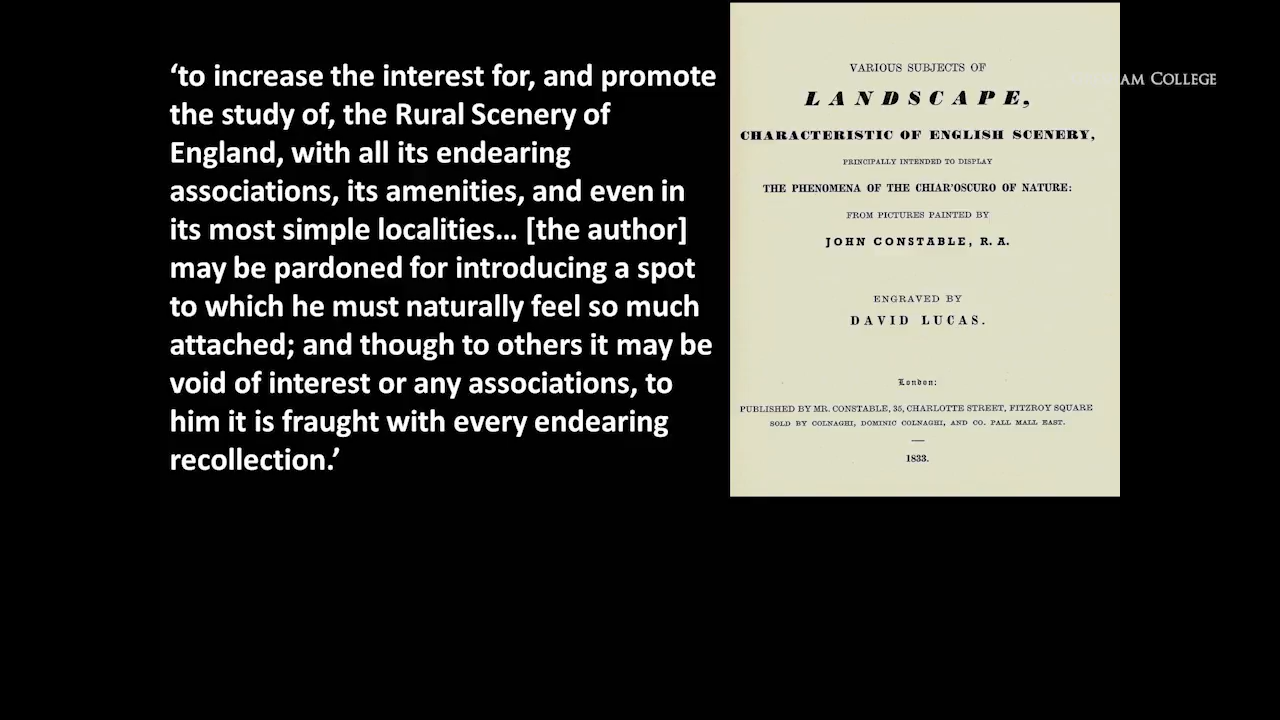 ‘to increase the interest for, and promote
the study of, the Rural Scenery of
England, with all its endearing
associations, its amenities, and even in
its most simple localities… [the author]
may be pardoned for introducing a spot
to which he must naturally feel so much
attached; and though to others it may be
void of interest or any associations, to
him it is fraught with every endearing
recollection.’
VARIOUS SUBJECTS OF
LANDSCAPE,
CHARACTERISTIC OF ENGLISH SCENERY,
PRINCIPALLY INTENDED TO DISPLAY
THE PHENOMENA OF THE CHIAR'OSCURO OF NATURE:
FROM PICTURES PAINTED BY
JOHN CONSTABLE, R. A.
ENGRAVED BY
DAVID LUCAS.
London:
PUBLISHED BY MR. CONSTABLE, 35, CHARLOTTE STREET, FITZROY SQUARE
SOLD BY COLNAGHI, DOMINIC COLNAGHI, AND CO. PALL MALL EAST.
1833.
COLLEGE